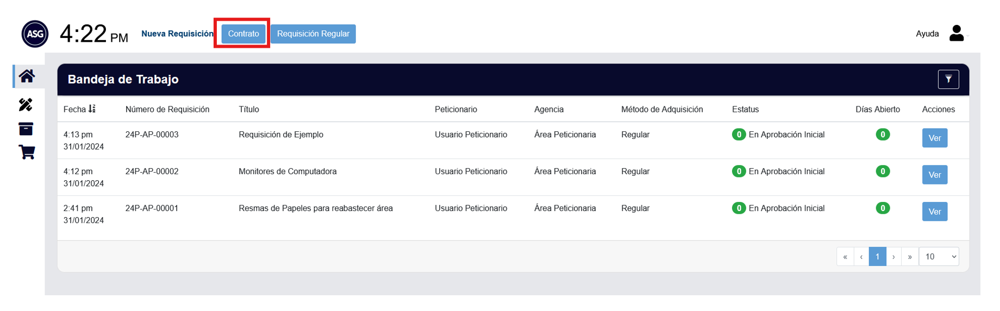 ASG 4:22 PM Nueva Requisición Contrato Requisición Regular Ayuda
Bandeja de Trabajo
Fecha Número de Requisición Título Peticionario Agencia Método de Adquisición Estatus Días Abierto Acciones
4:13 pm 24P-AP-00003 Requisición de Ejemplo Usuario Peticionario Área Peticionaria Regular 0 En Aprobación Inicial 0 Ver
31/01/2024
4:12 pm 24P-AP-00002 Monitores de Computadora Usuario Peticionario Área Peticionaria Regular 0 En Aprobación Inicial 0 Ver
31/01/2024
2:41 pm 24P-AP-00001 Resmas de Papeles para reabastecer área Usuario Peticionario Área Peticionaria Regular 0 En Aprobación Inicial 0 Ver
31/01/2024
« ‹ 1 › » 10